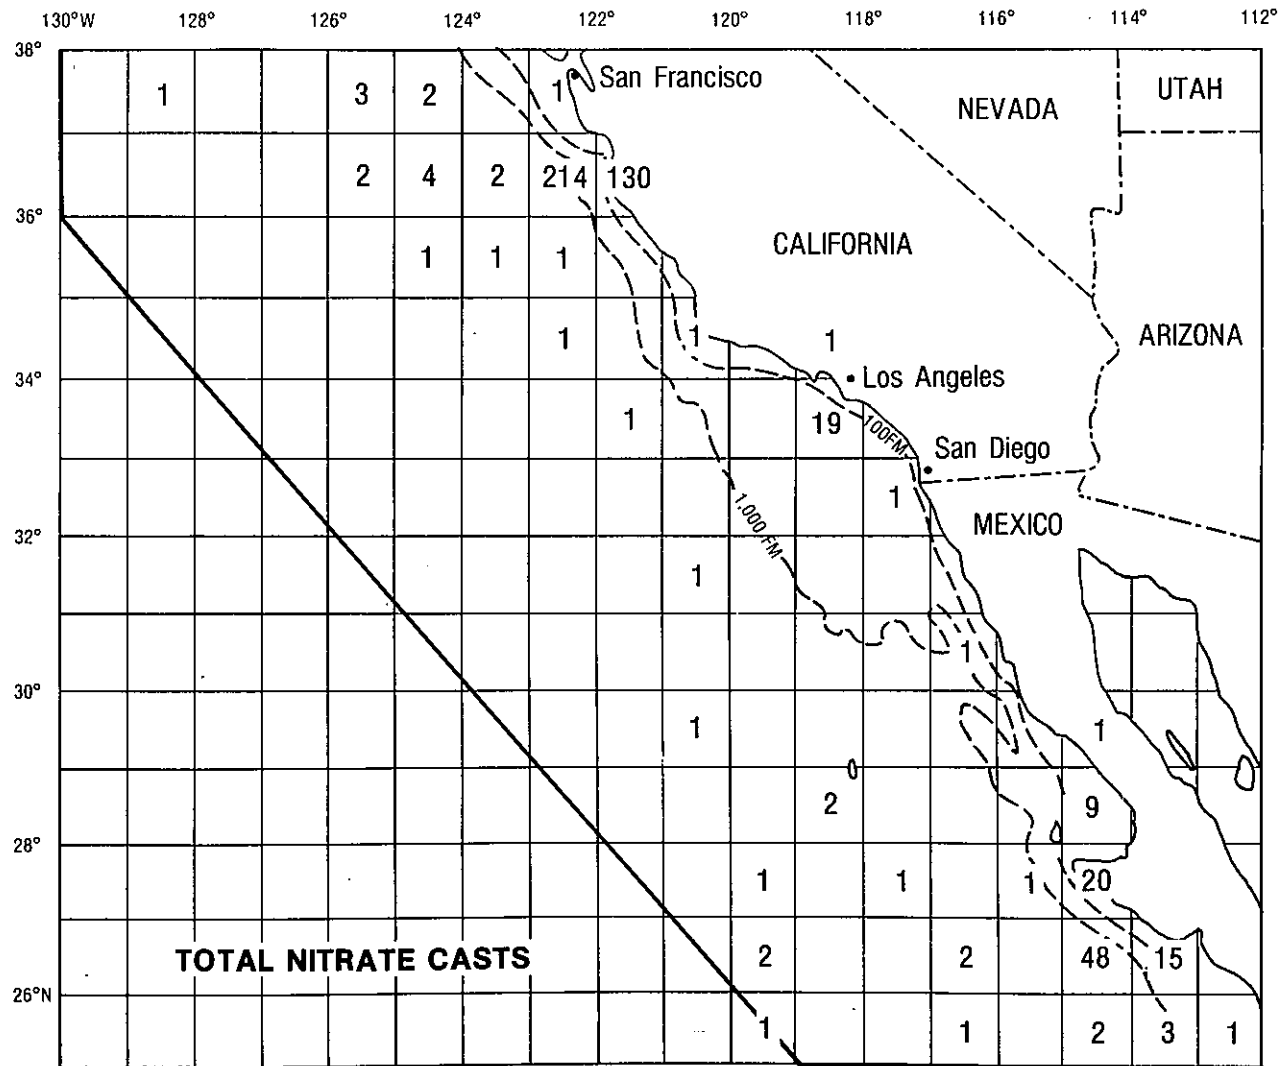 130°W 128° 126° 124° 122° 120° 118° 116° 114° 112°
38°
San Francisco
UTAH
NEVADA
1 3 2 1
2 4 2 214 130
36°
CALIFORNIA
1 1 1
1 1 1
ARIZONA
34°
Los Angeles
1 19
100FM.
San Diego
1
1,000 FM
MEXICO
32°
1
1
30°
1 1
2 9
28°
1 1 1 20
TOTAL NITRATE CASTS
2 2 48 15
26°N
1 1 2 3 1